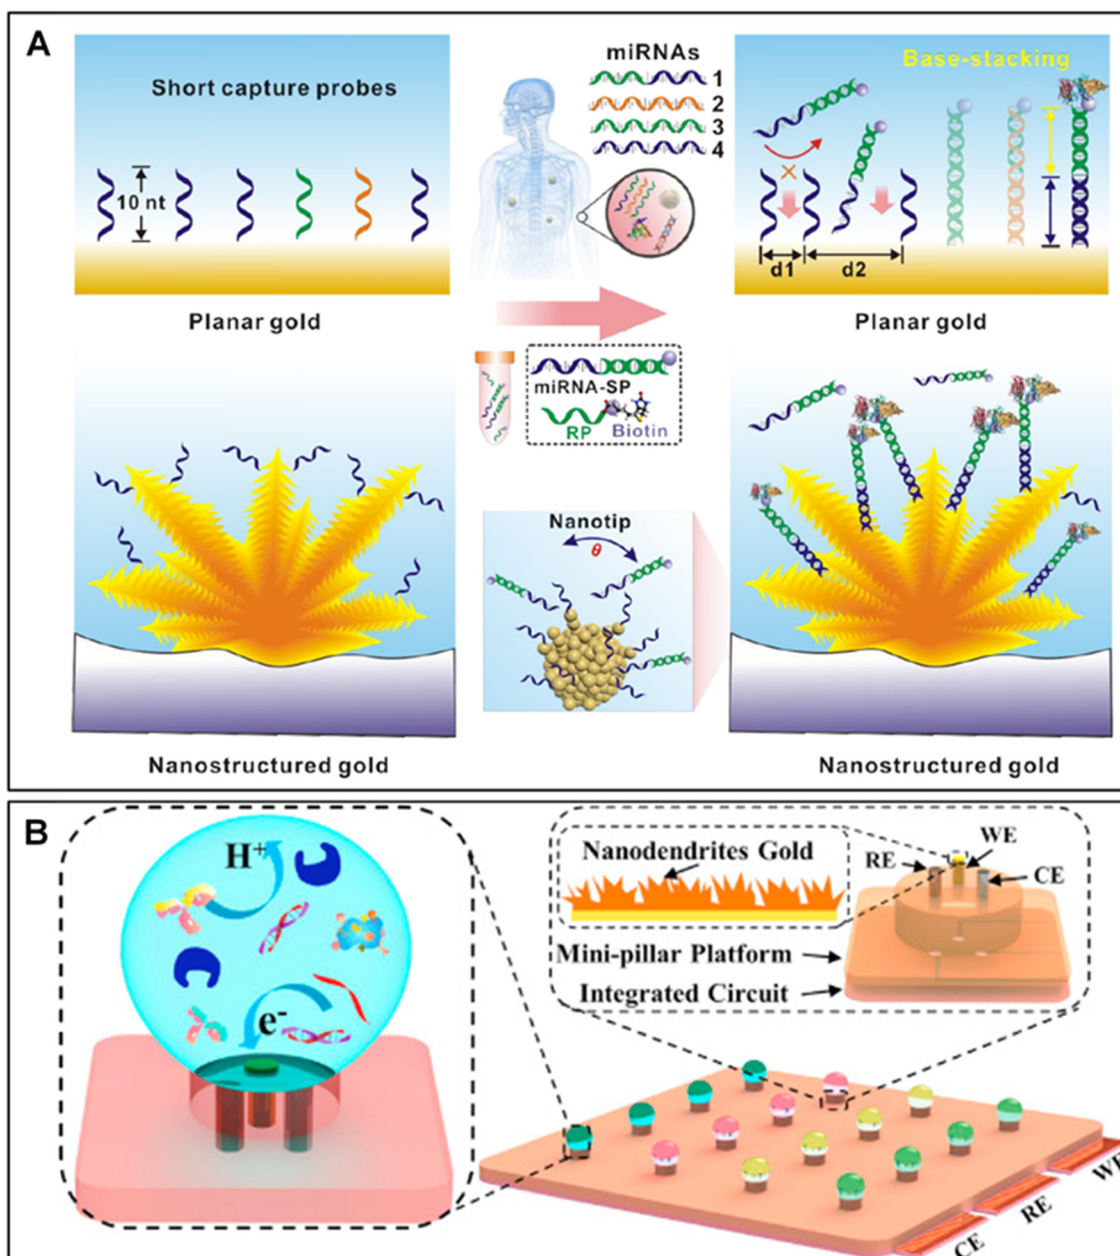 A
Short capture probes
10 nt
Planar gold
miRNAs
1
2
3
4
Base-stacking
×
d1
d2
Planar gold
miRNA-SP
RP
Biotin
Nanotip
θ
Nanostructured gold
Nanostructured gold
B
H+
e-
Nanodendrites Gold
RE
WE
CE
Mini-pillar Platform
Integrated Circuit
CE
RE
WE